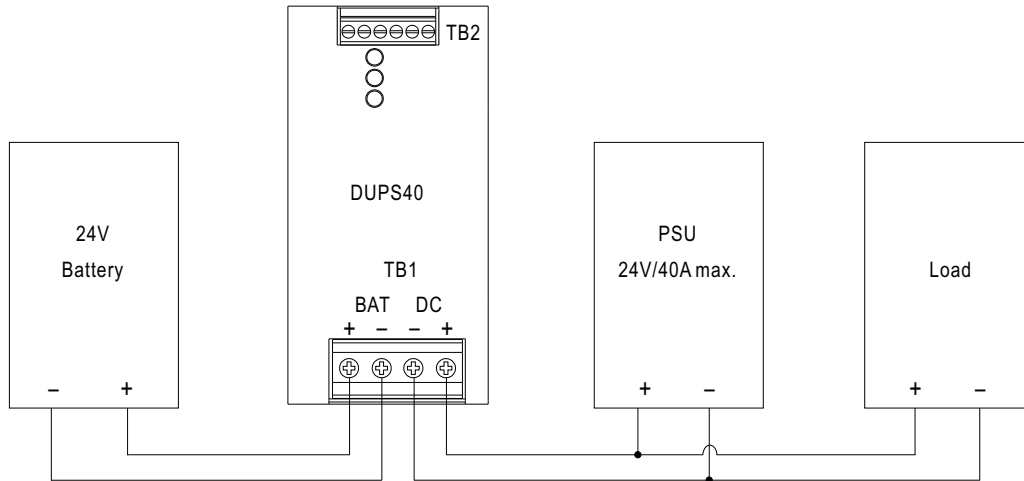 TB2
DUPS40
24V
Battery
PSU
24V/40A max.
Load
TB1
BAT DC
+ – – +
– +
+ –
+ –